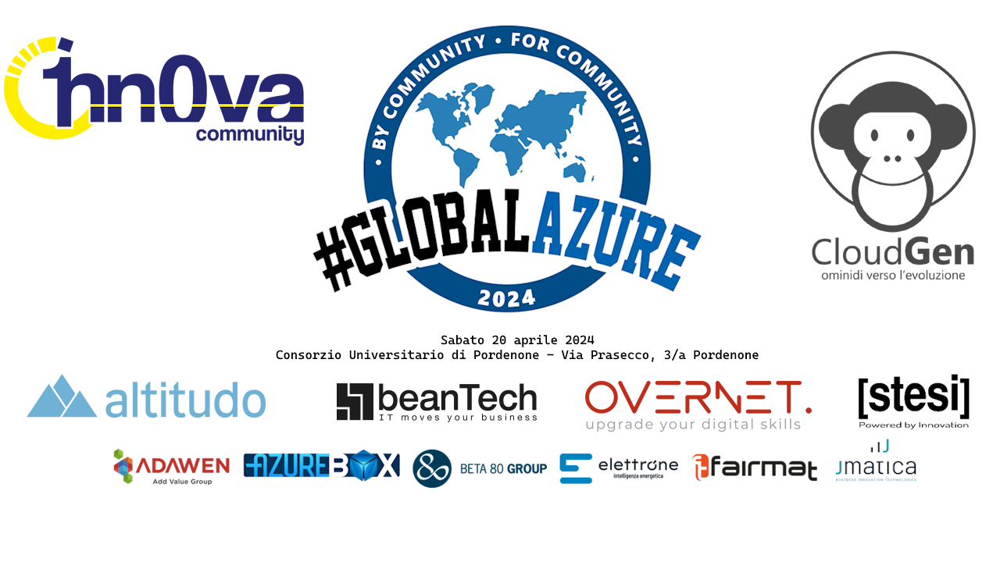 1nn0va
community
• BY COMMUNITY • FOR COMMUNITY •
#GLOBALAZURE
2024
CloudGen
ominidi verso l'evoluzione
Sabato 20 aprile 2024
Consorzio Universitario di Pordenone – Via Prasecco, 3/a Pordenone
altitudo
beanTech
IT moves your business
OVERNET.
upgrade your digital skills
[stesi]
Powered by Innovation
ADAWEN
Add Value Group
AZUREBOX
BETA 80 GROUP
elettrone
intelligenza energetica
fairmat
Jmatica
BUSINESS INNOVATION TECHNOLOGIES